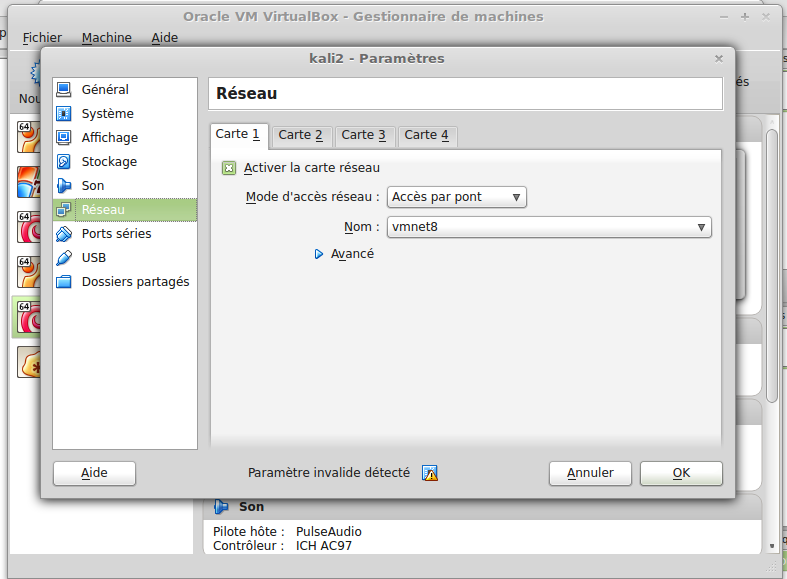 Oracle VM VirtualBox - Gestionnaire de machines
Fichier Machine Aide
kali2 - Paramètres
Nou
és
Général
Système
Affichage
Stockage
Son
Réseau
Ports séries
USB
Dossiers partagés
Réseau
Carte 1 Carte 2 Carte 3 Carte 4
Activer la carte réseau
Mode d'accès réseau : Accès par pont
Nom : vmnet8
Avancé
64
64
64
64
Aide
Paramètre invalide détecté
Annuler
OK
Son
Pilote hôte : PulseAudio
Contrôleur : ICH AC97